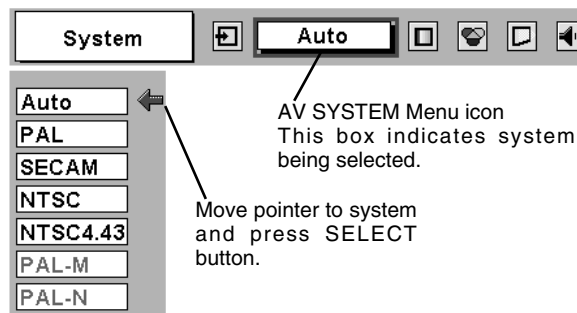 System
Auto
AV SYSTEM Menu icon
This box indicates system
being selected.
Auto
PAL
SECAM
NTSC
NTSC4.43
PAL-M
PAL-N
Move pointer to system
and press SELECT
button.